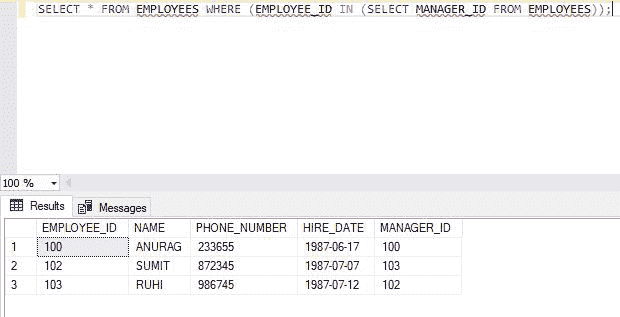 SELECT * FROM EMPLOYEES WHERE (EMPLOYEE_ID IN (SELECT MANAGER_ID FROM EMPLOYEES));
100 %
Results Messages
EMPLOYEE_ID NAME PHONE_NUMBER HIRE_DATE MANAGER_ID
1 100 ANURAG 233655 1987-06-17 100
2 102 SUMIT 872345 1987-07-07 103
3 103 RUHI 986745 1987-07-12 102